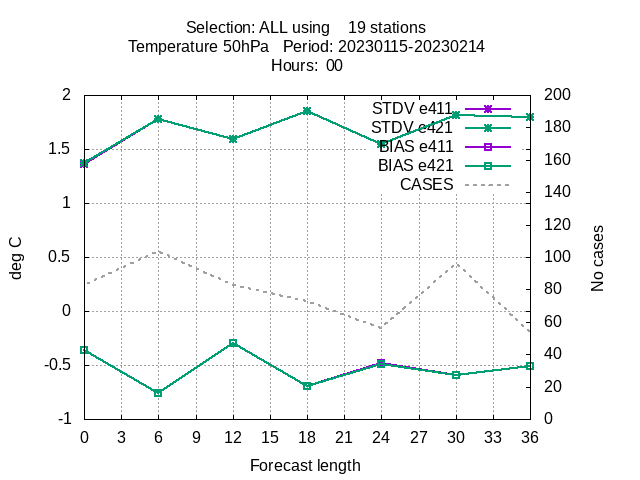 Selection: ALL using    19 stations
Temperature 50hPa   Period: 20230115-20230214
Hours:  00
2
1.5
1
0.5
0
-0.5
-1
deg C
STDV e411
STDV e421
BIAS e411
BIAS e421
CASES
200
180
160
140
120
100
80
60
40
20
0
No cases
0 3 6 9 12 15 18 21 24 27 30 33 36
Forecast length